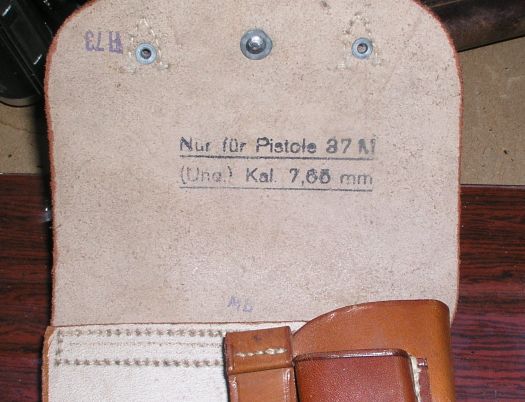 Nur für Pistole 37 M
(Ung.) Kal. 7,65 mm